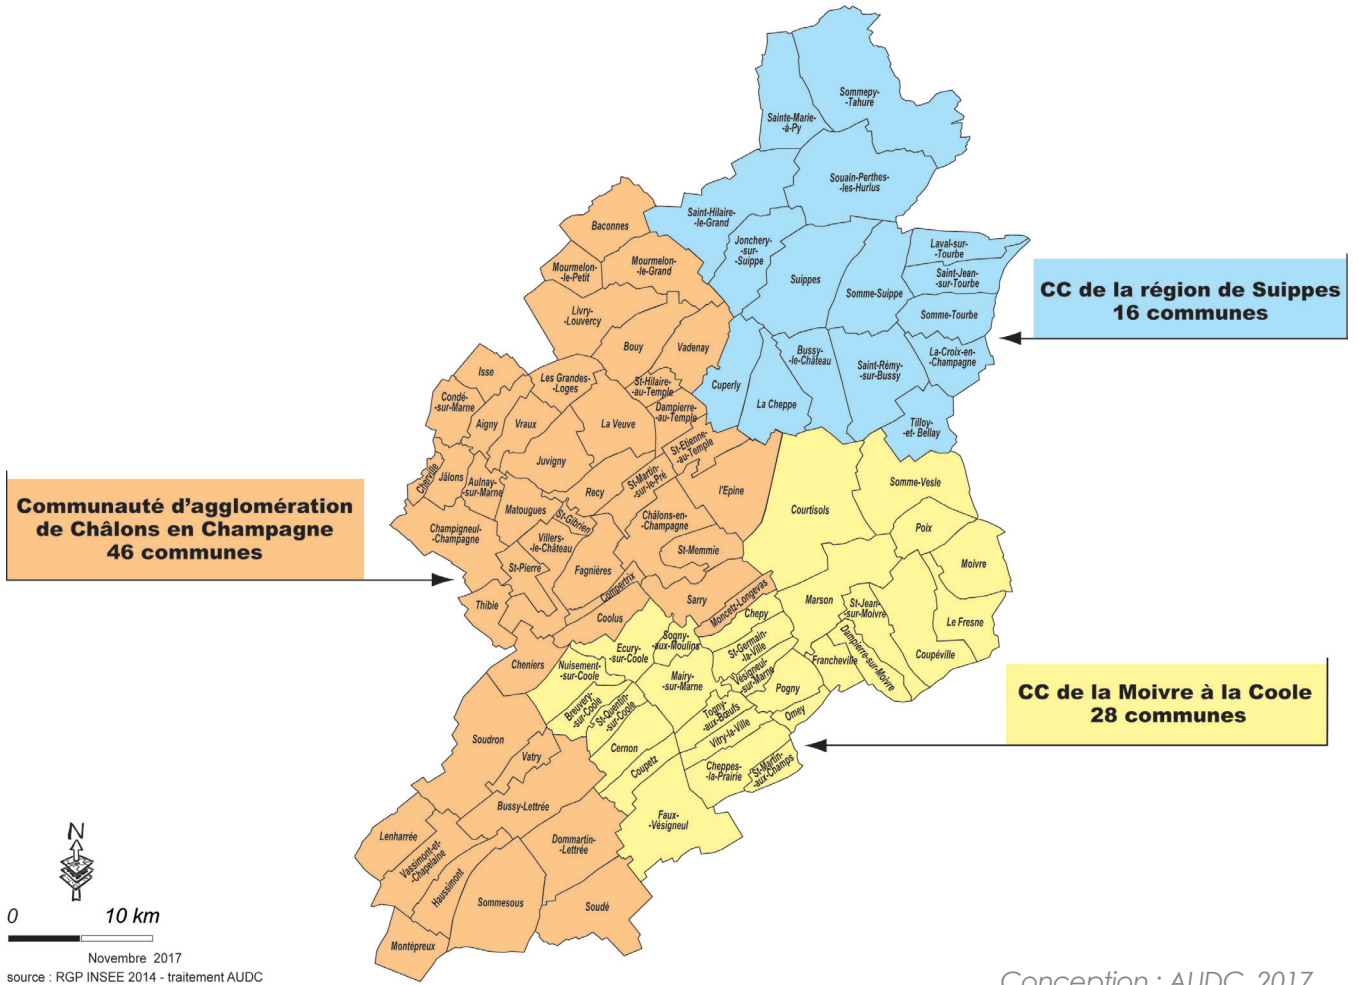 Sommepy-
-Tahure
Sainte-Marie-
-à-Py
Souain-Perthes-
-les-Hurlus
Saint-Hilaire-
-le-Grand
Baconnes
Jonchery-
-sur-
-Suippe
Laval-sur-
-Tourbe
Mourmelon-
-le-Petit
Mourmelon-
-le-Grand
Suippes
Somme-Suippe
Saint-Jean-
-sur-Tourbe
CC de la région de Suippes
16 communes
Livry-
-Louvercy
Somme-Tourbe
Bouy
Vadenay
Bussy-
-le-Château
Saint-Rémy-
-sur-Bussy
La-Croix-en-
-Champagne
Isse
Les Grandes-
-Loges
St-Hilaire-
-au-Temple
Cuperly
La Cheppe
Condé-
-sur-Marne
Aigny
Vraux
La Veuve
Dampierre-
-au-Temple
Tilloy-
-et- Bellay
St-Etienne-
-au-Temple
Juvigny
Cherville
Jâlons
Aulnay-
-sur-Marne
Recy
St-Martin-
-sur-le-Pré
l'Epine
Somme-Vesle
Communauté d'agglomération
de Châlons en Champagne
46 communes
Matougues
St-Gibrien
Châlons-en-
-Champagne
Courtisols
Poix
Champigneul-
-Champagne
Villers-
-le-Château
St-Memmie
St-Pierre
Fagnières
Moivre
Compertrix
Thibie
Coolus
Sarry
Moncetz-Longevas
Marson
St-Jean-
-sur-Moivre
Le Fresne
Chepy
Sogny-
-aux-Moulins
Ecury-
-sur-Coole
St-Germain-
-la-Ville
Francheville
Dampierre-sur-Moivre
Coupéville
Cheniers
Nuisement-
-sur-Coole
Mairy-
-sur-Marne
Vésigneul-
-sur-Marne
Pogny
CC de la Moivre à la Coole
28 communes
Breuvery-
-sur-Coole
St-Quentin-
-sur-Coole
Togny-
-aux-Bœufs
Omey
Soudron
Vatry
Cernon
Vitry-la-Ville
Coupetz
Cheppes-
-la-Prairie
St-Martin-
-aux-Champs
Bussy-Lettrée
Faux-
-Vésigneul
Lenharrée
Vassimont-et-
-Chapelaine
Dommartin-
-Lettrée
Haussimont
Sommesous
Soudé
Montépreux
N
0 10 km
Novembre 2017
source : RGP INSEE 2014 - traitement AUDC
Conception : AUDC, 2017